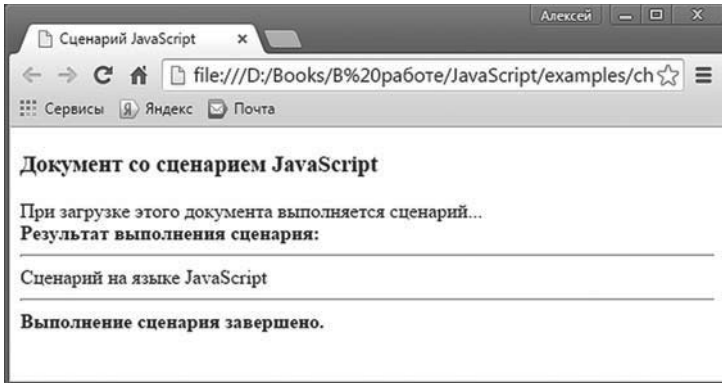 Алексей
Сценарий JavaScript
file:///D:/Books/В%20работе/JavaScript/examples/ch
Сервисы Я Яндекс Почта
Документ со сценарием JavaScript
При загрузке этого документа выполняется сценарий...
Результат выполнения сценария:
Сценарий на языке JavaScript
Выполнение сценария завершено.